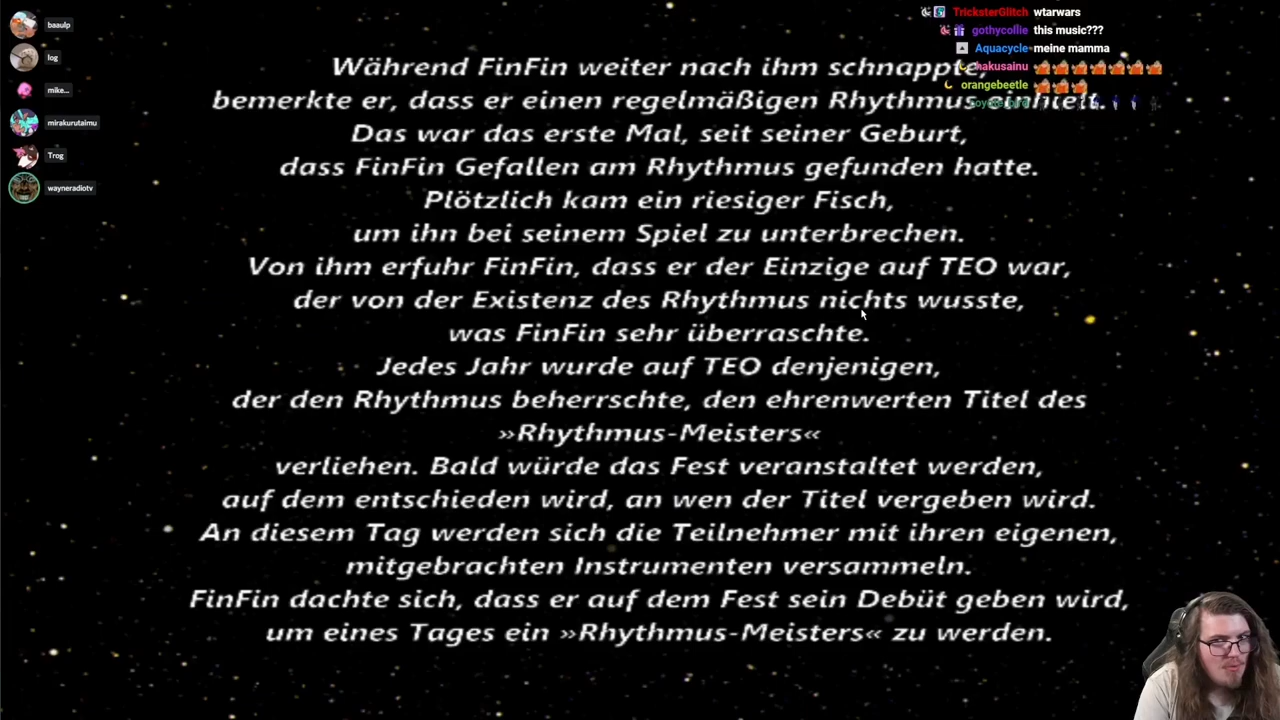 baaulp
log
mike...
mirakurutaimu
Trog
wayneradiotv
TricksterGlitch wtarwars
gothycollie this music???
Aquacycle meine mamma
hakusainu
orangebeetle
Während FinFin weiter nach ihm schnappte,
bemerkte er, dass er einen regelmäßigen Rhythmus einhielt.
Das war das erste Mal, seit seiner Geburt,
dass FinFin Gefallen am Rhythmus gefunden hatte.
Plötzlich kam ein riesiger Fisch,
um ihn bei seinem Spiel zu unterbrechen.
Von ihm erfuhr FinFin, dass er der Einzige auf TEO war,
der von der Existenz des Rhythmus nichts wusste,
was FinFin sehr überraschte.
Jedes Jahr wurde auf TEO denjenigen,
der den Rhythmus beherrschte, den ehrenwerten Titel des
»Rhythmus-Meisters«
verliehen. Bald würde das Fest veranstaltet werden,
auf dem entschieden wird, an wen der Titel vergeben wird.
An diesem Tag werden sich die Teilnehmer mit ihren eigenen,
mitgebrachten Instrumenten versammeln.
FinFin dachte sich, dass er auf dem Fest sein Debüt geben wird,
um eines Tages ein »Rhythmus-Meisters« zu werden.